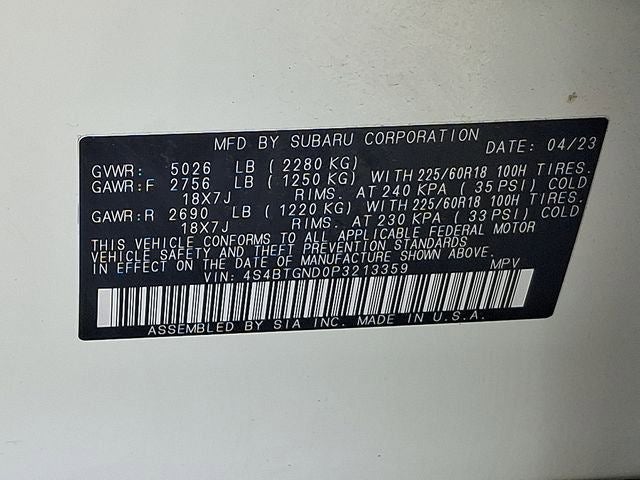 MFD BY SUBARU CORPORATION DATE: 04/23
GVWR: 5026 LB (2280 KG)
GAWR:F 2756 LB (1250 KG) WITH 225/60R18 100H TIRES.
18X7J RIMS. AT 240 KPA (35 PSI) COLD
GAWR:R 2690 LB (1220 KG) WITH 225/60R18 100H TIRES.
18X7J RIMS. AT 230 KPA (33 PSI) COLD
THIS VEHICLE CONFORMS TO ALL APPLICABLE FEDERAL MOTOR
VEHICLE SAFETY AND THEFT PREVENTION STANDARDS
IN EFFECT ON THE DATE OF MANUFACTURE SHOWN ABOVE.
VIN: 4S4BTGND0P3213359 MPV
ASSEMBLED BY SIA INC. MADE IN U.S.A.